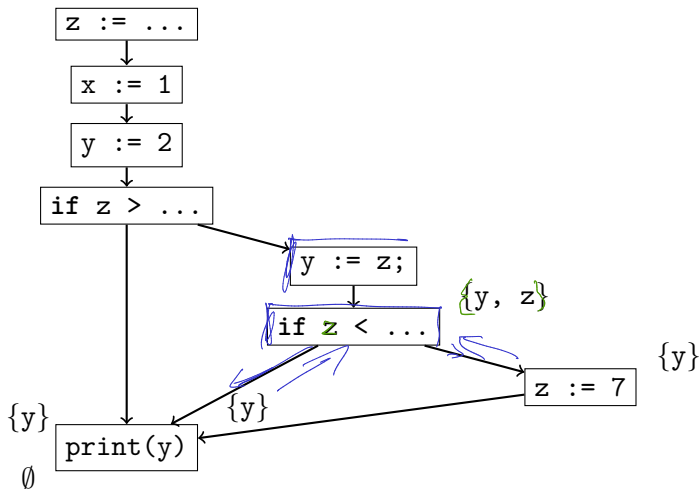 z := ...
x := 1
y := 2
if z > ...
y := z;
{y, z}
if z < ...
{y}
z := 7
{y}
{y}
print(y)
∅